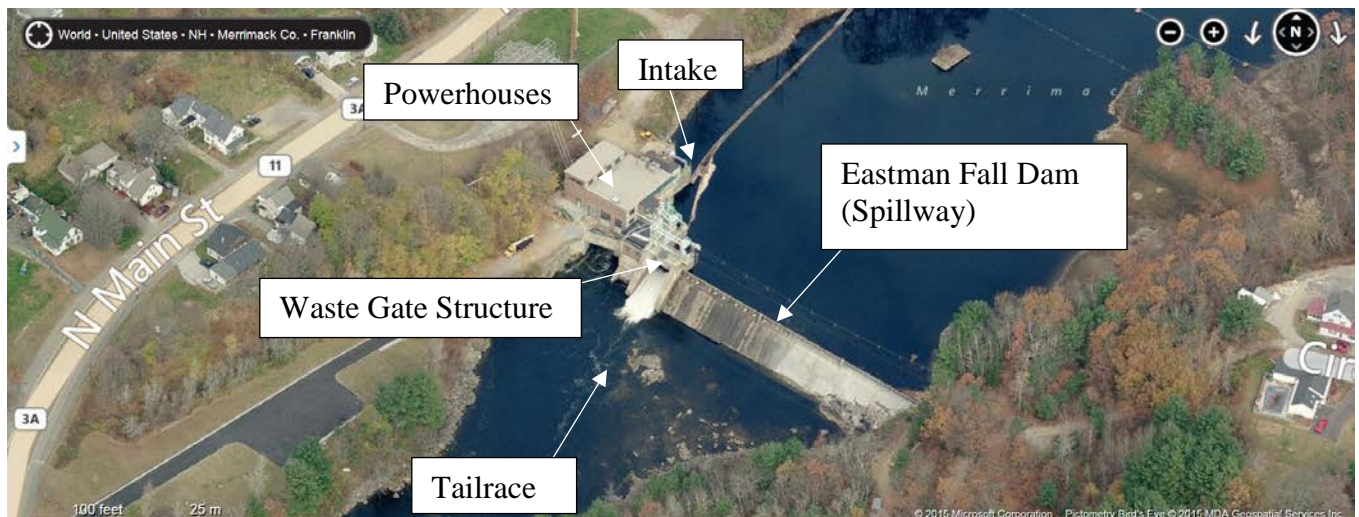 World · United States · NH · Merrimack Co. · Franklin
Intake
Powerhouses
Merrimack
3A
11
Eastman Fall Dam
(Spillway)
N
N Main St
Waste Gate Structure
3A
Tailrace
100 feet
25 m
© 2015 Microsoft Corporation Pictometry Bird's Eye © 2015 MDA Geospatial Services Inc.